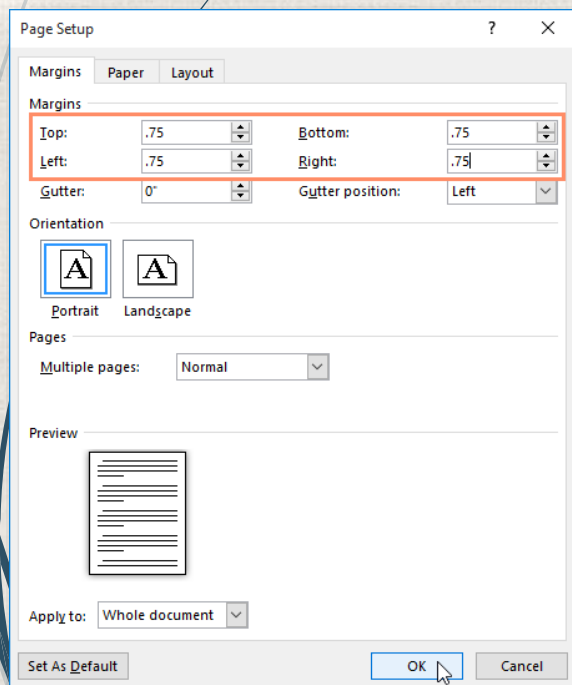 Page Setup ? ×
Margins Paper Layout
Margins
Top: .75 Bottom: .75
Left: .75 Right: .75
Gutter: 0" Gutter position: Left
Orientation
A A
Portrait Landscape
Pages
Multiple pages: Normal
Preview
Apply to: Whole document
Set As Default OK Cancel